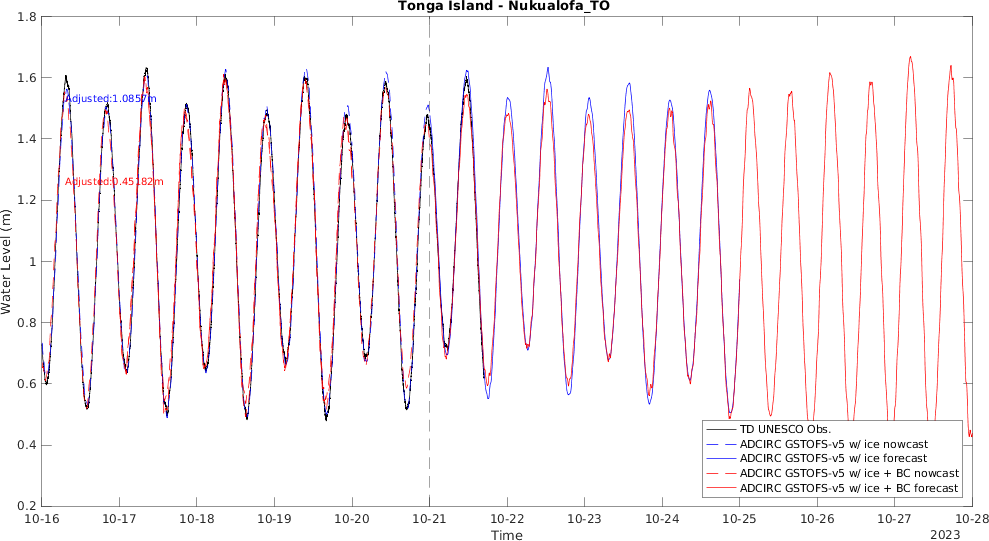 Tonga Island - Nukualofa_TO
1.8
1.6
1.4
1.2
1
0.8
0.6
0.4
0.2
Water Level (m)
Adjusted:1.0857m
Adjusted:0.45182m
TD UNESCO Obs.
ADCIRC GSTOFS-v5 w/ ice nowcast
ADCIRC GSTOFS-v5 w/ ice forecast
ADCIRC GSTOFS-v5 w/ ice + BC nowcast
ADCIRC GSTOFS-v5 w/ ice + BC forecast
10-16 10-17 10-18 10-19 10-20 10-21 10-22 10-23 10-24 10-25 10-26 10-27 10-28
Time
2023